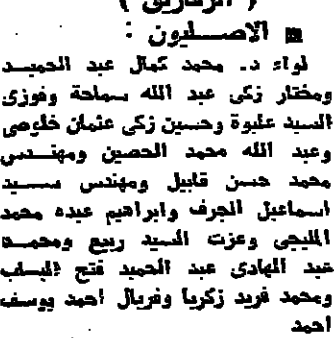 ( الزقازيق )
■ الاصليون :
لواء د. محمد كمال عبد الحميد
ومختار زكى عبد الله سماحة وفوزى
السيد عليوة وحسين زكى عثمان خلوصى
وعبد الله محمد الحصين ومهندس
محمد حسن قابيل ومهندس سيد
اسماعيل الجرف وابراهيم عبده محمد
المليجى وعزت السيد ربيع ومحمد
عبد الهادى عبد الحميد فتح الباب
ومحمد فريد زكريا وفريال احمد يوسف
احمد